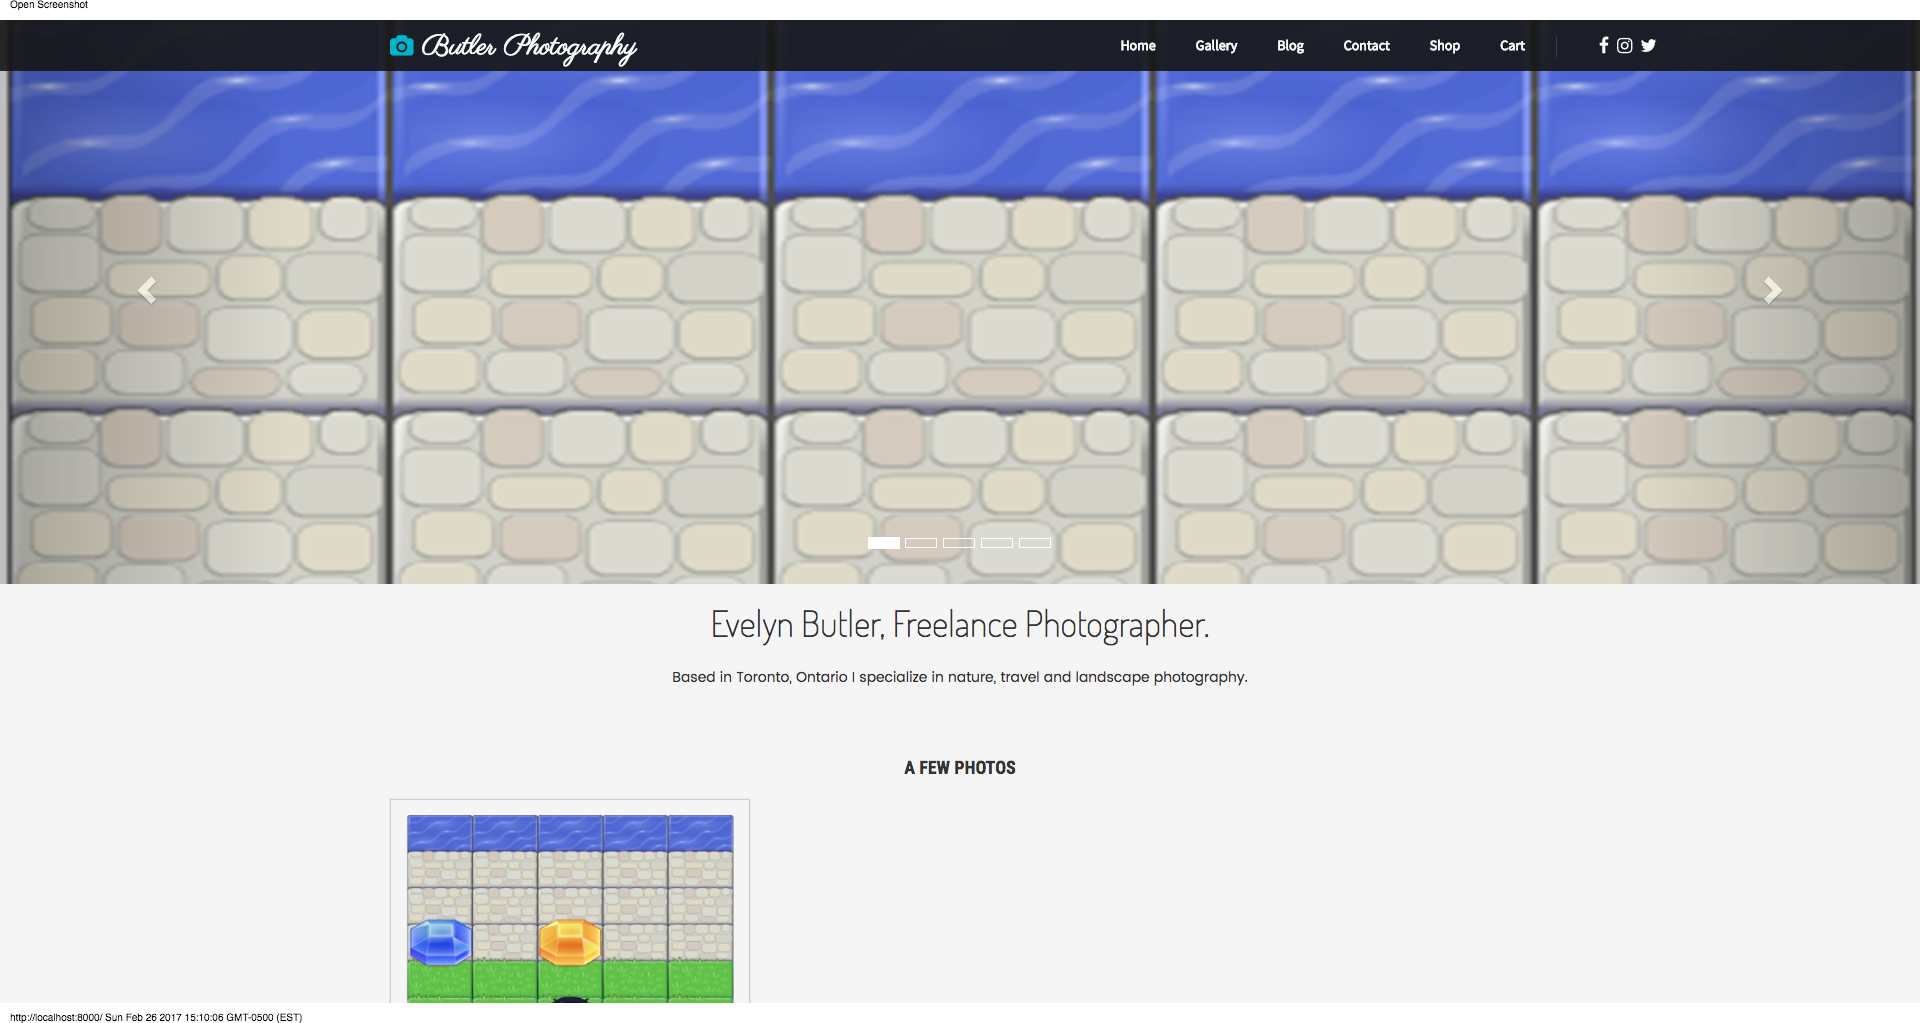 Open Screenshot
Butler Photography
Home Gallery Blog Contact Shop Cart
Evelyn Butler, Freelance Photographer.
Based in Toronto, Ontario I specialize in nature, travel and landscape photography.
A FEW PHOTOS
http://localhost:8000/ Sun Feb 26 2017 15:10:06 GMT-0500 (EST)